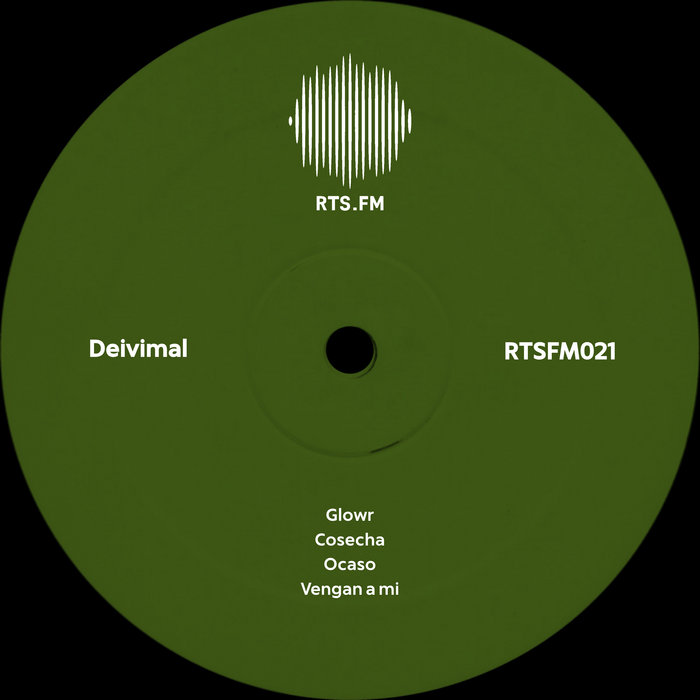 RTS.FM
Deivimal
RTSFM021
Glowr
Cosecha
Ocaso
Vengan a mi